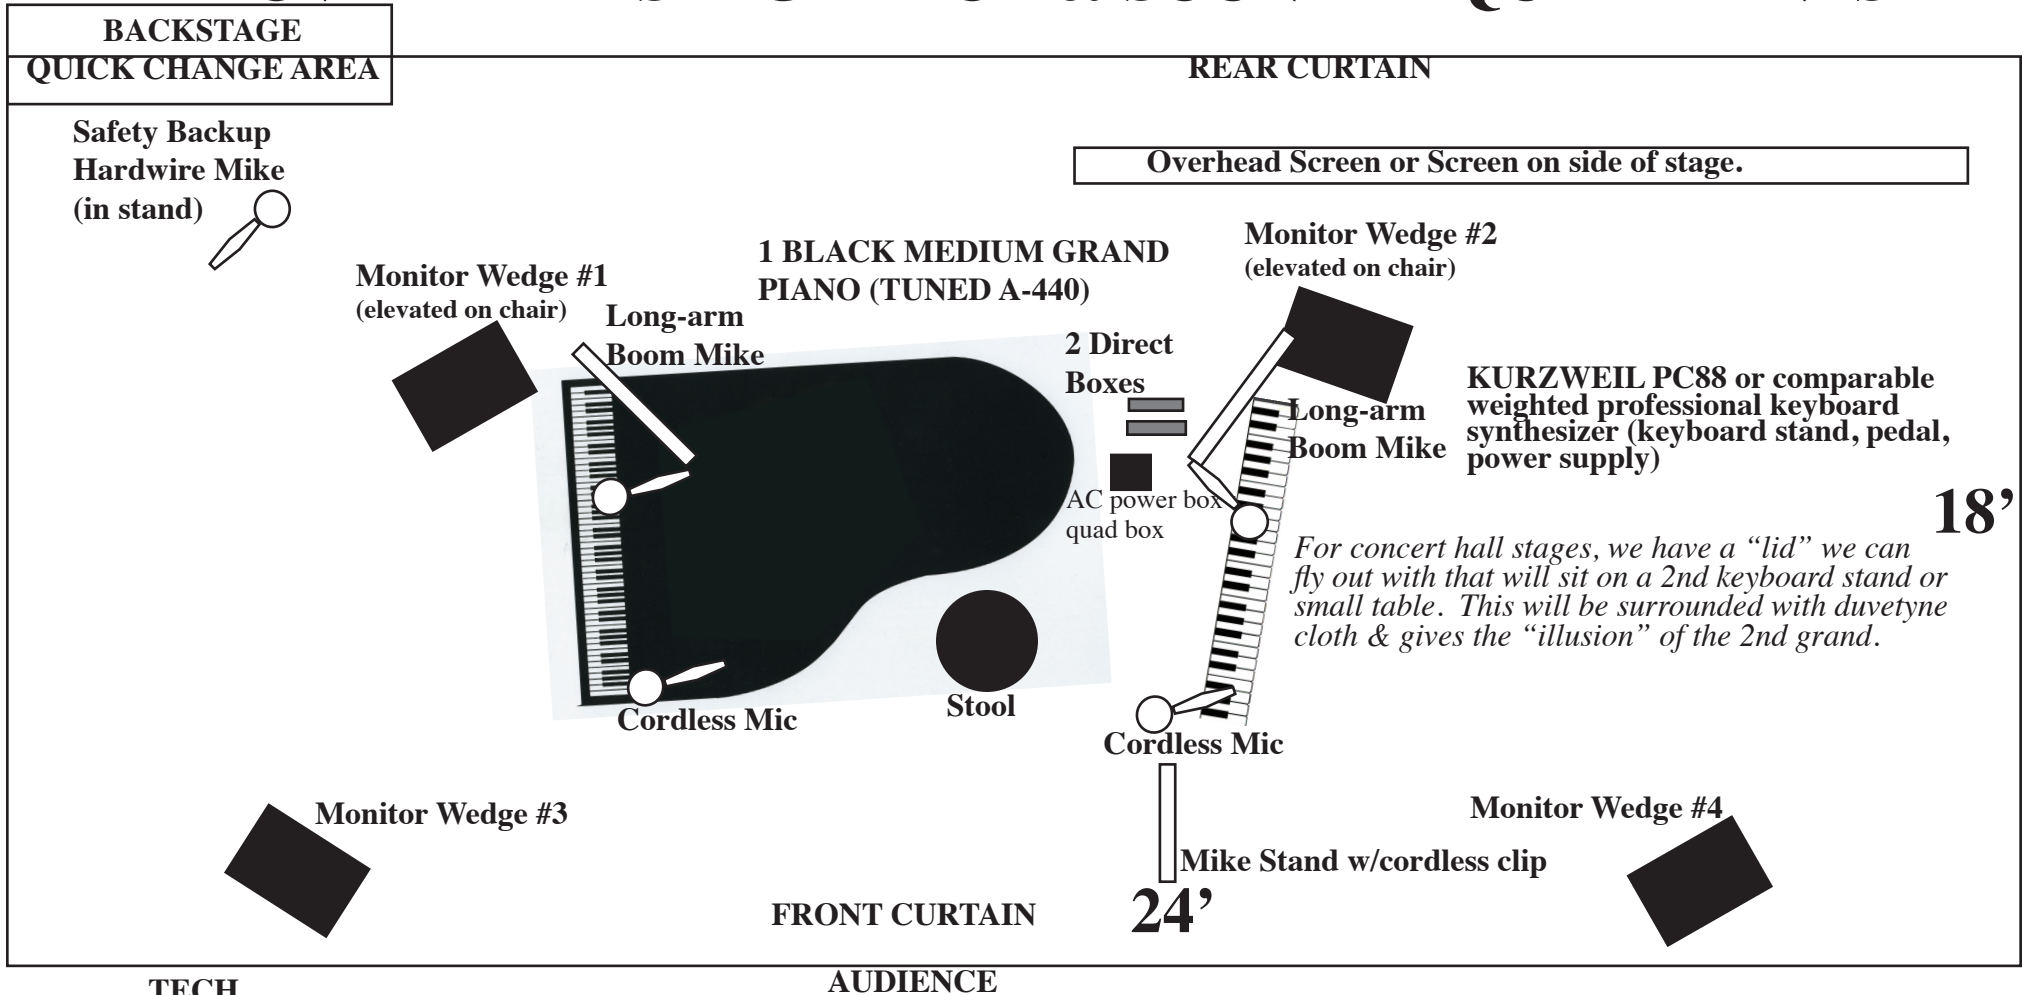 BACKSTAGE
QUICK CHANGE AREA
REAR CURTAIN
Safety Backup
Hardwire Mike
(in stand)
Overhead Screen or Screen on side of stage.
Monitor Wedge #1
(elevated on chair)
Long-arm
Boom Mike
1 BLACK MEDIUM GRAND
PIANO (TUNED A-440)
Monitor Wedge #2
(elevated on chair)
2 Direct
Boxes
Long-arm
Boom Mike
KURZWEIL PC88 or comparable
weighted professional keyboard
synthesizer (keyboard stand, pedal,
power supply)
AC power box
quad box
18’
For concert hall stages, we have a “lid” we can
fly out with that will sit on a 2nd keyboard stand or
small table.  This will be surrounded with duvetyne
cloth & gives the “illusion” of the 2nd grand.
Cordless Mic
Stool
Cordless Mic
Monitor Wedge #3
Monitor Wedge #4
Mike Stand w/cordless clip
FRONT CURTAIN
24’
AUDIENCE
TECH